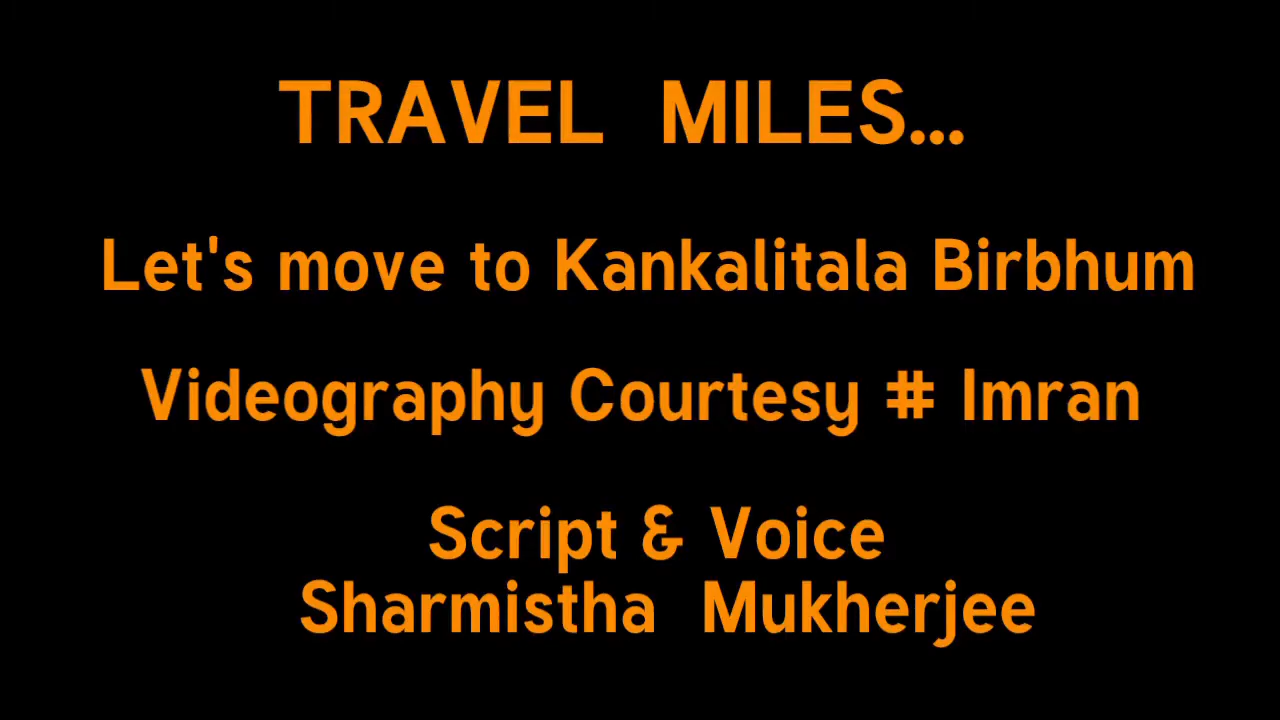 TRAVEL MILES...
Let's move to Kankalitala Birbhum
Videography Courtesy # Imran
Script & Voice
Sharmistha Mukherjee